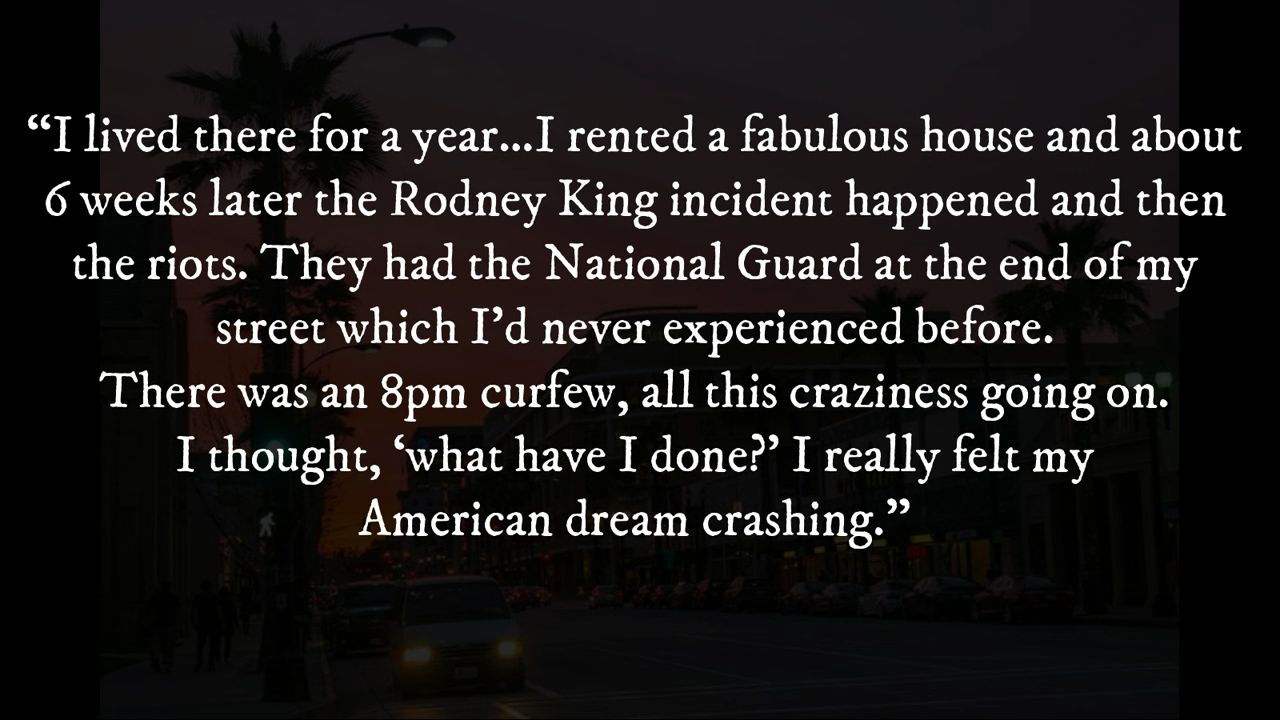 “I lived there for a year...I rented a fabulous house and about
6 weeks later the Rodney King incident happened and then
the riots. They had the National Guard at the end of my
street which I’d never experienced before.
There was an 8pm curfew, all this craziness going on.
I thought, ‘what have I done?’ I really felt my
American dream crashing.”